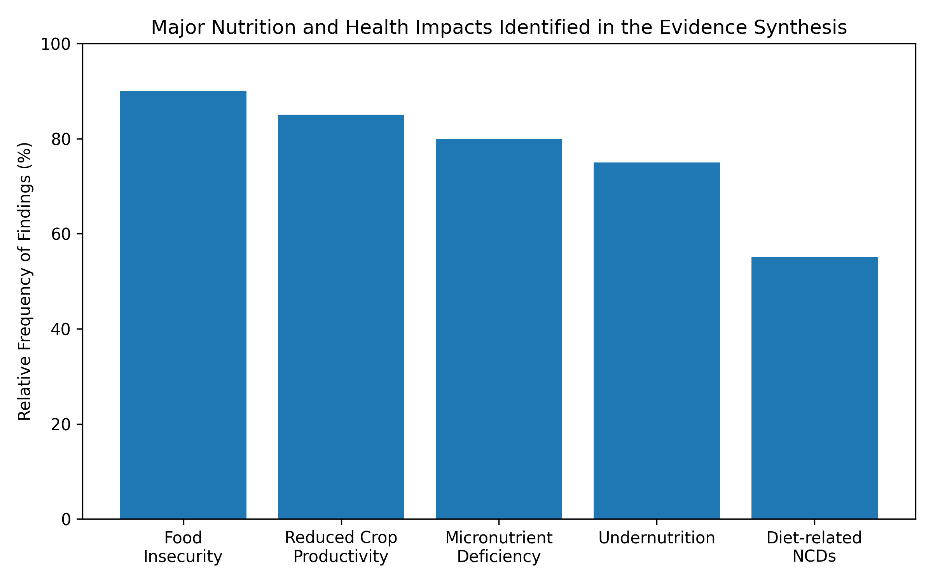 Major Nutrition and Health Impacts Identified in the Evidence Synthesis
Relative Frequency of Findings (%)
100
80
60
40
20
0
Food
Insecurity
Reduced Crop
Productivity
Micronutrient
Deficiency
Undernutrition
Diet-related
NCDs